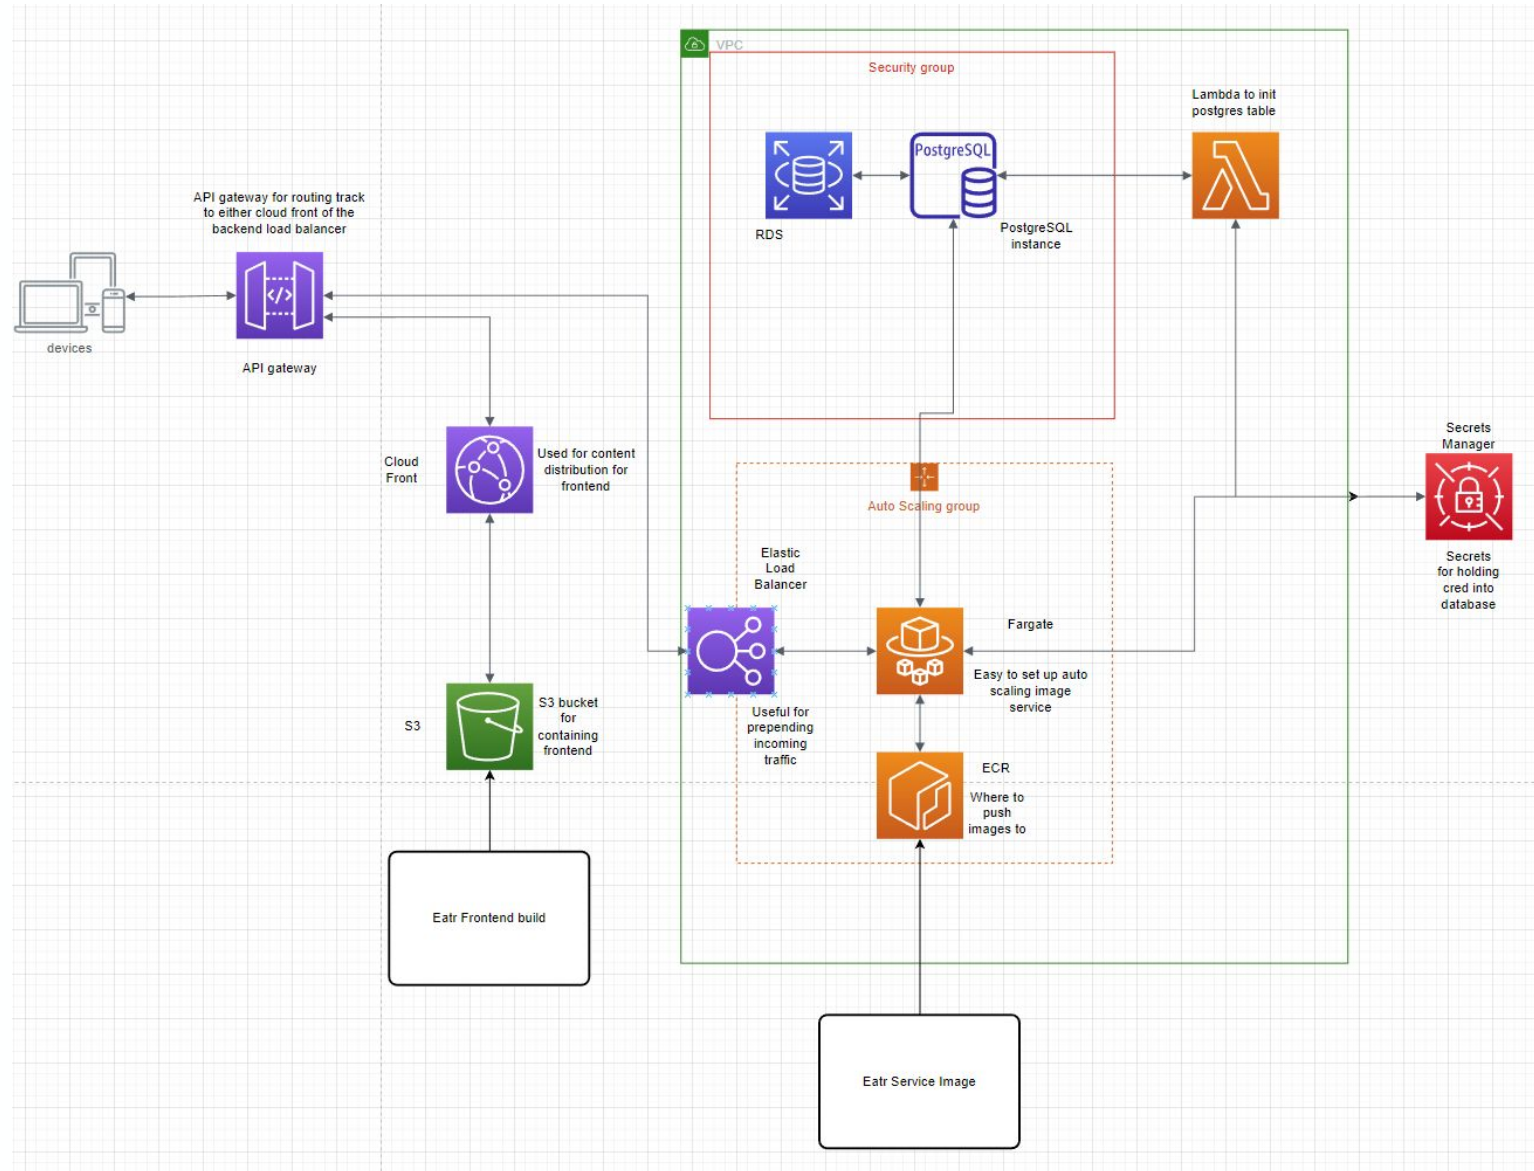 VPC
Security group
Lambda to init
postgres table
PostgreSQL
API gateway for routing track
to either cloud front of the
backend load balancer
RDS
PostgreSQL
instance
devices
API gateway
Cloud
Front
Used for content
distribution for
frontend
Secrets
Manager
Auto Scaling group
Elastic
Load
Balancer
Secrets
for holding
cred into
database
Fargate
Easy to set up auto
scaling image
service
S3
S3 bucket
for
containing
frontend
Useful for
prepending
incoming
traffic
ECR
Where to
push
images to
Eatr Frontend build
Eatr Service Image